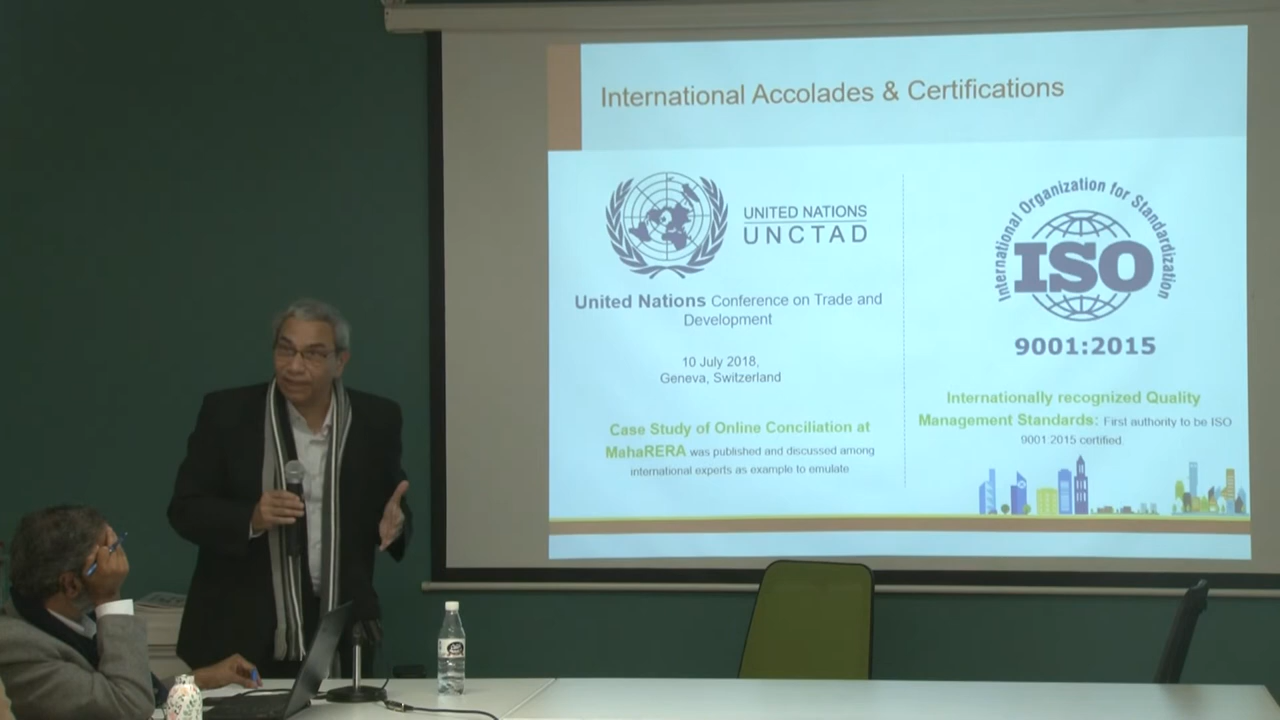 International Accolades & Certifications
UNITED NATIONS
UNCTAD
United Nations Conference on Trade and
Development
10 July 2018,
Geneva, Switzerland
Case Study of Online Conciliation at
MahaRERA was published and discussed among
international experts as example to emulate
International Organization for Standardization
ISO
9001:2015
Internationally recognized Quality
Management Standards: First authority to be ISO
9001 2015 certified